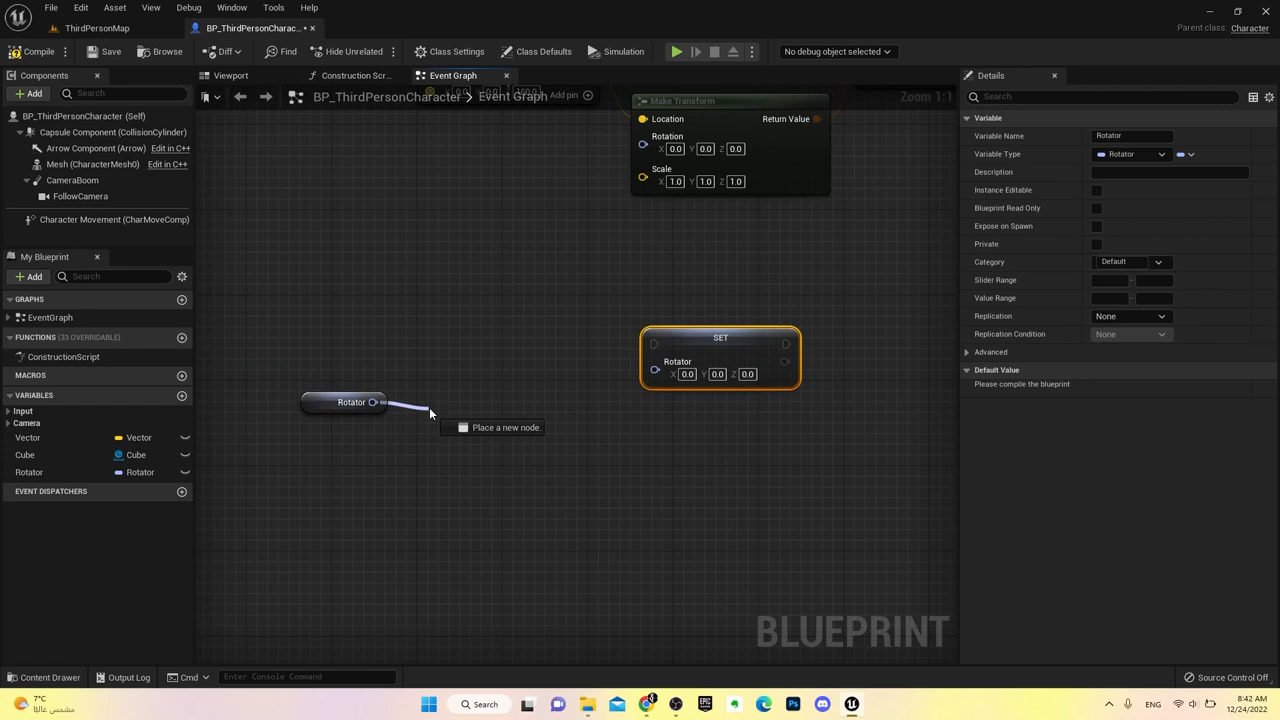 File Edit Asset View Debug Window Tools Help
ThirdPersonMap
BP_ThirdPersonCharac... •
Parent class: Character
Compile
Save
Browse
Diff
Find
Hide Unrelated
Class Settings
Class Defaults
Simulation
No debug object selected
Components
Viewport
Construction Scr...
Event Graph
Details
Add
Search
BP_ThirdPersonCharacter > Event Graph
Add pin
Zoom 1:1
Search
BP_ThirdPersonCharacter (Self)
Capsule Component (CollisionCylinder)
Arrow Component (Arrow) Edit in C++
Mesh (CharacterMesh0) Edit in C++
CameraBoom
FollowCamera
Character Movement (CharMoveComp)
My Blueprint
Add
Search
GRAPHS
EventGraph
FUNCTIONS (33 OVERRIDABLE)
ConstructionScript
MACROS
VARIABLES
Input
Camera
Vector Vector
Cube Cube
Rotator Rotator
EVENT DISPATCHERS
Make Transform
Location Return Value
Rotation
X 0.0 Y 0.0 Z 0.0
Scale
X 1.0 Y 1.0 Z 1.0
SET
Rotator
X 0.0 Y 0.0 Z 0.0
Rotator
Place a new node.
BLUEPRINT
Variable
Variable Name Rotator
Variable Type Rotator
Description
Instance Editable
Blueprint Read Only
Expose on Spawn
Private
Category Default
Slider Range
Value Range
Replication None
Replication Condition None
Advanced
Default Value
Please compile the blueprint
Content Drawer
Output Log
Cmd
Enter Console Command
Source Control Off
7°C
مشمس غالبًا
Search
ENG
8:42 AM
12/24/2022